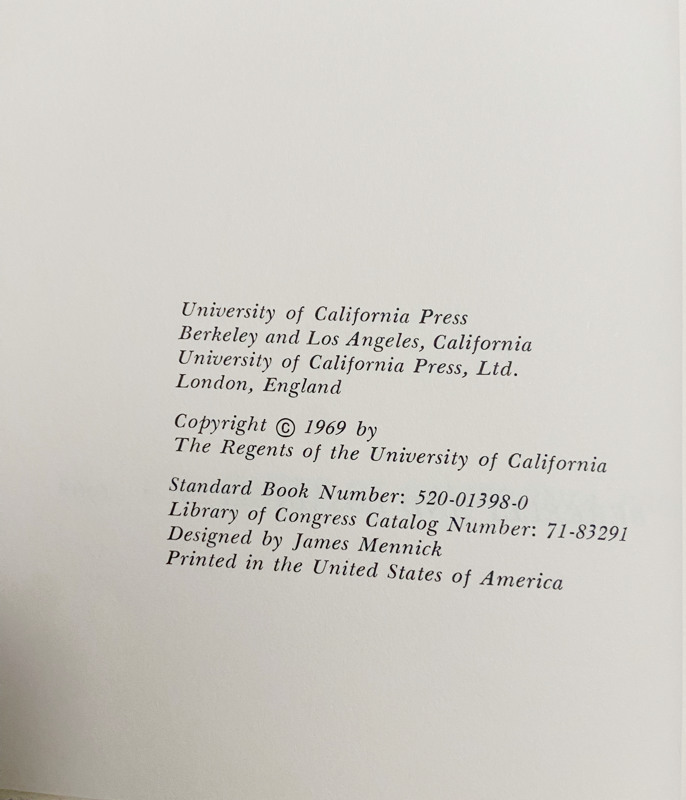 University of California Press
Berkeley and Los Angeles, California
University of California Press, Ltd.
London, England
Copyright © 1969 by
The Regents of the University of California
Standard Book Number: 520-01398-0
Library of Congress Catalog Number: 71-83291
Designed by James Mennick
Printed in the United States of America